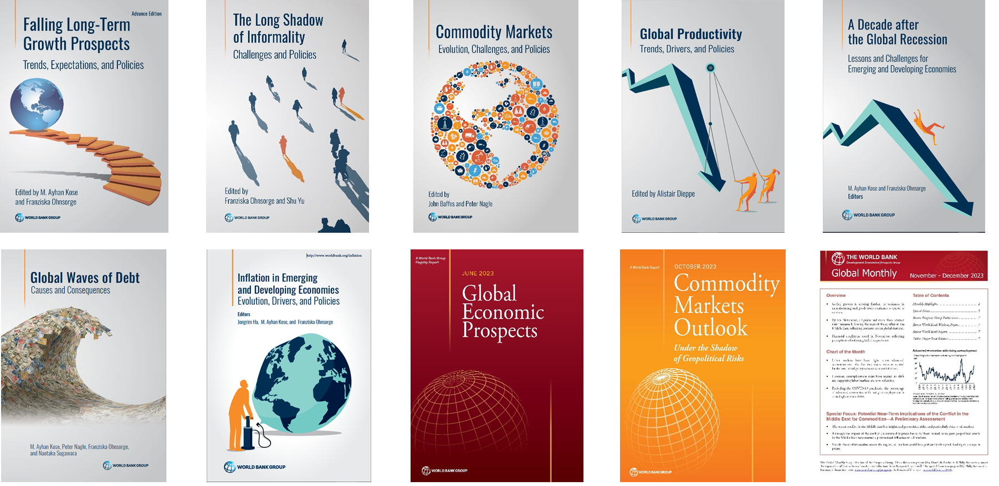 Advance Edition
Falling Long-Term
Growth Prospects
Trends, Expectations, and Policies
Edited by M. Ayhan Kose
and Franziska Ohnsorge
WORLD BANK GROUP
The Long Shadow
of Informality
Challenges and Policies
Edited by
Franziska Ohnsorge and Shu Yu
WORLD BANK GROUP
Commodity Markets
Evolution, Challenges, and Policies
Edited by
John Baffes and Peter Nagle
WORLD BANK GROUP
Global Productivity
Trends, Drivers, and Policies
Edited by Alistair Dieppe
WORLD BANK GROUP
A Decade after
the Global Recession
Lessons and Challenges for
Emerging and Developing Economies
M. Ayhan Kose and Franziska Ohnsorge
Editors
WORLD BANK GROUP
Global Waves of Debt
Causes and Consequences
M. Ayhan Kose, Peter Nagle, Franziska Ohnsorge,
and Naotaka Sugawara
WORLD BANK GROUP
http://www.worldbank.org/inflation
Inflation in Emerging
and Developing Economies
Evolution, Drivers, and Policies
Editors
Jongrim Ha, M. Ayhan Kose, and Franziska Ohnsorge
WORLD BANK GROUP
A World Bank Group
Flagship Report
JUNE 2023
Global
Economic
Prospects
WORLD BANK GROUP
A World Bank Report
OCTOBER 2023
Commodity
Markets
Outlook
Under the Shadow
of Geopolitical Risks
WORLD BANK GROUP
THE WORLD BANK
Development Economics | Prospects Group
Global Monthly
November - December 2023
Overview
Table of Contents
Monthly Highlights
Special Focus
Chart of the Month
Advanced economies with rising unemployment
Special Focus: Potential Near-Term Implications of the Conflict in the
Middle East for Commodities—A Preliminary Assessment